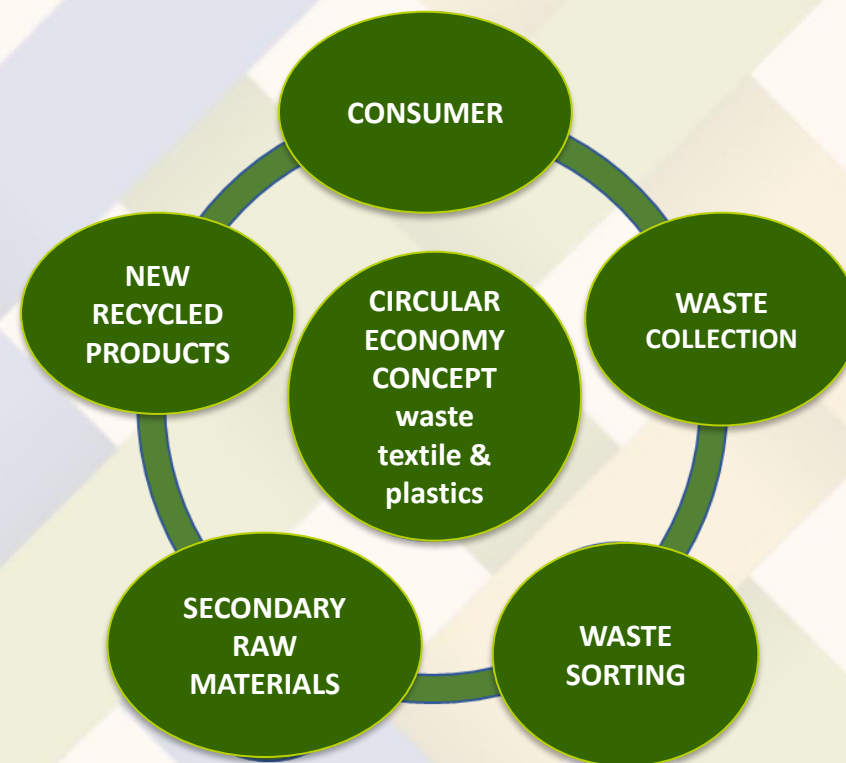 CONSUMER
NEW
RECYCLED
PRODUCTS
CIRCULAR
ECONOMY
CONCEPT
waste
textile &
plastics
WASTE
COLLECTION
SECONDARY
RAW
MATERIALS
WASTE
SORTING